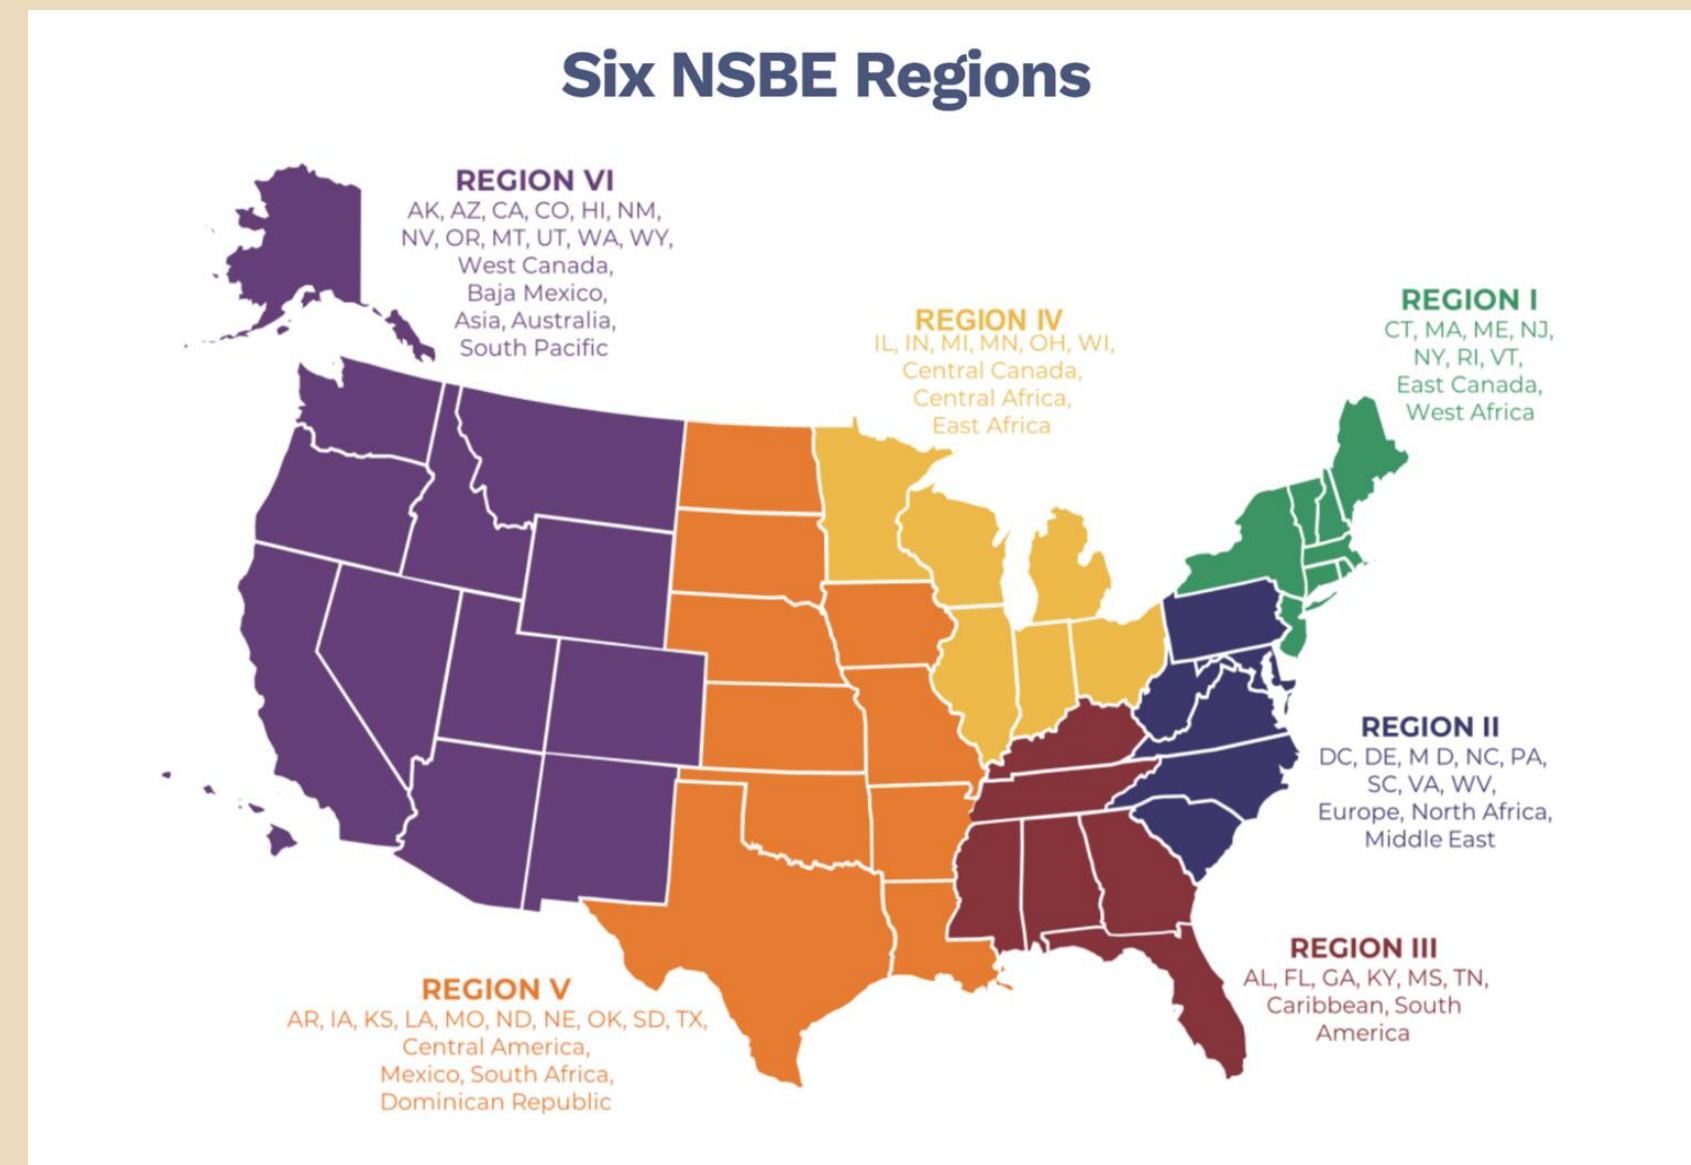 Six NSBE Regions
REGION VI
AK, AZ, CA, CO, HI, NM,
NV, OR, MT, UT, WA, WY,
West Canada,
Baja Mexico,
Asia, Australia,
South Pacific
REGION IV
IL, IN, MI, MN, OH, WI,
Central Canada,
Central Africa,
East Africa
REGION I
CT, MA, ME, NJ,
NY, RI, VT,
East Canada,
West Africa
REGION II
DC, DE, M D, NC, PA,
SC, VA, WV,
Europe, North Africa,
Middle East
REGION III
AL, FL, GA, KY, MS, TN,
Caribbean, South
America
REGION V
AR, IA, KS, LA, MO, ND, NE, OK, SD, TX,
Central America,
Mexico, South Africa,
Dominican Republic